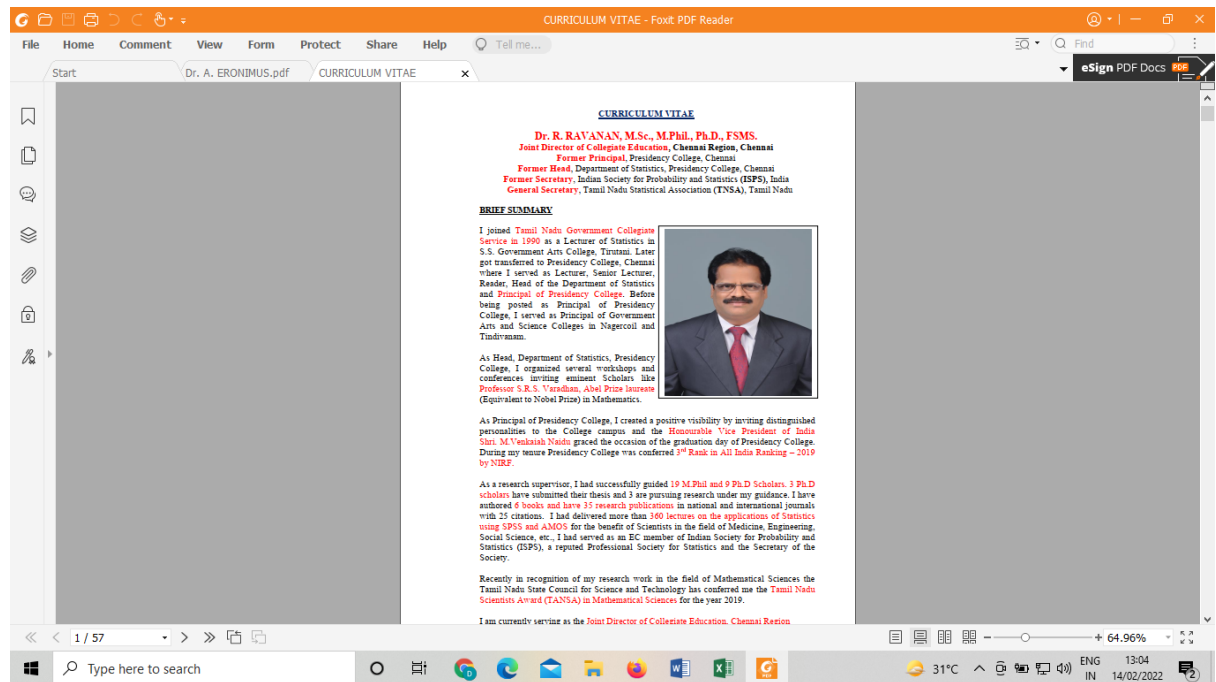 CURRICULUM VITAE - Foxit PDF Reader
File Home Comment View Form Protect Share Help Tell me... Find
Start Dr. A. ERONIMUS.pdf CURRICULUM VITAE eSign PDF Docs PDF
CURRICULUM VITAE
Dr. R. RAVANAN, M.Sc., M.Phil., Ph.D., FSMS.
Joint Director of Collegiate Education, Chennai Region, Chennai
Former Principal, Presidency College, Chennai
Former Head, Department of Statistics, Presidency College, Chennai
Former Secretary, Indian Society for Probability and Statistics (ISPS), India
General Secretary, Tamil Nadu Statistical Association (TNSA), Tamil Nadu
BRIEF SUMMARY
I joined Tamil Nadu Government Collegiate
Service in 1990 as a Lecturer of Statistics in
S.S. Government Arts College, Tirutani. Later
got transferred to Presidency College, Chennai
where I served as Lecturer, Senior Lecturer,
Reader, Head of the Department of Statistics
and Principal of Presidency College. Before
being posted as Principal of Presidency
College, I served as Principal of Government
Arts and Science Colleges in Nagercoil and
Tindivanam.
As Head, Department of Statistics, Presidency
College, I organized several workshops and
conferences inviting eminent Scholars like
Professor S.R.S. Varadhan, Abel Prize laureate
(Equivalent to Nobel Prize) in Mathematics.
As Principal of Presidency College, I created a positive visibility by inviting distinguished
personalities to the College campus and the Honourable Vice President of India
Shri. M.Venkaiah Naidu graced the occasion of the graduation day of Presidency College.
During my tenure Presidency College was conferred 3rd Rank in All India Ranking – 2019
by NIRF.
As a research supervisor, I had successfully guided 19 M.Phil and 9 Ph.D Scholars. 3 Ph.D
scholars have submitted their thesis and 3 are pursuing research under my guidance. I have
authored 6 books and have 35 research publications in national and international journals
with 25 citations. I had delivered more than 360 lectures on the applications of Statistics
using SPSS and AMOS for the benefit of Scientists in the field of Medicine, Engineering,
Social Science, etc., I had served as an EC member of Indian Society for Probability and
Statistics (ISPS), a reputed Professional Society for Statistics and the Secretary of the
Society.
Recently in recognition of my research work in the field of Mathematical Sciences the
Tamil Nadu State Council for Science and Technology has conferred me the Tamil Nadu
Scientists Award (TANSA) in Mathematical Sciences for the year 2019.
I am currently serving as the Joint Director of Collegiate Education, Chennai Region
1 / 57 64.96%
Type here to search 31°C ENG 13:04
IN 14/02/2022 2